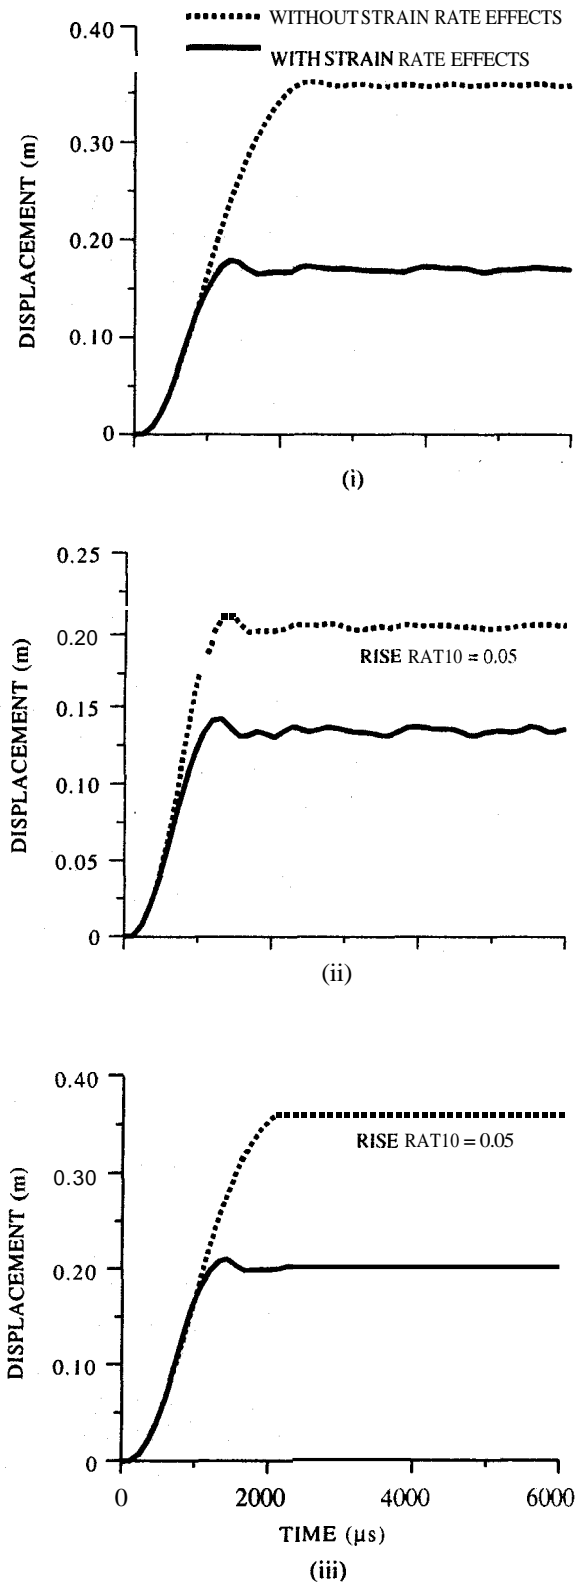 WITHOUT STRAIN RATE EFFECTS
WITH STRAIN RATE EFFECTS
0.40
0.30
0.20
0.10
0
DISPLACEMENT (m)
(i)
0.25
0.20
0.15
0.10
0.05
0
DISPLACEMENT (m)
RISE RAT10 = 0.05
(ii)
0.40
0.30
0.20
0.10
0
DISPLACEMENT (m)
RISE RAT10 = 0.05
0 2000 4000 6000
TIME (µs)
(iii)